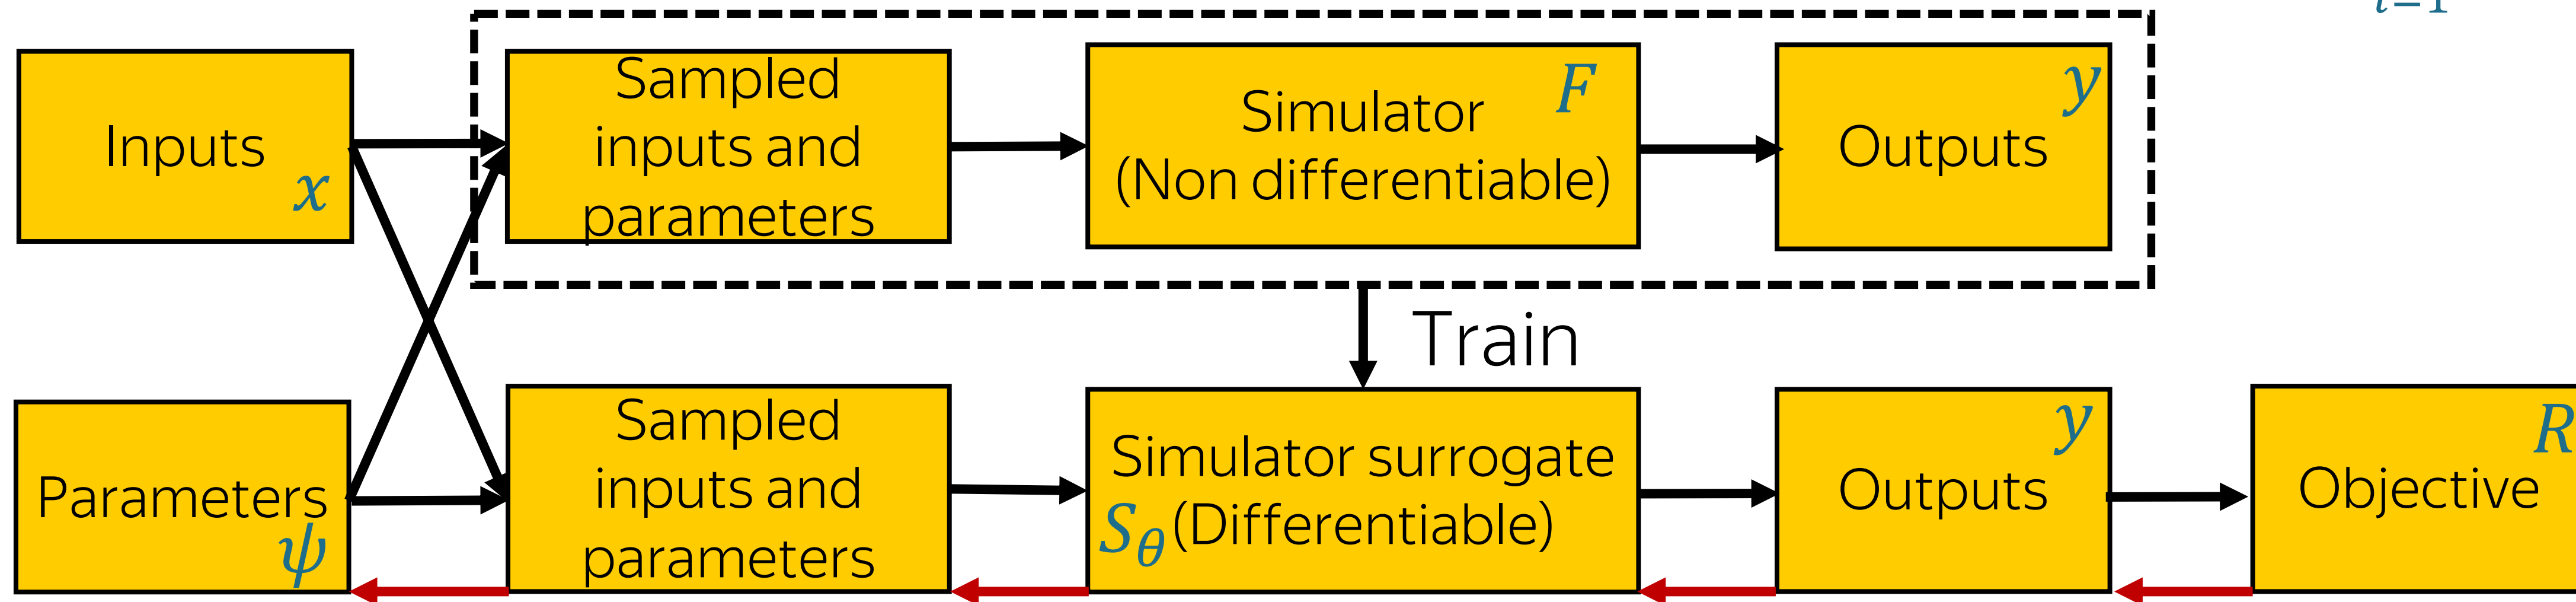 i=1
Inputs
x
Sampled
inputs and
parameters
Simulator
(Non differentiable)
F
Outputs
y
Train
Parameters
ψ
Sampled
inputs and
parameters
Simulator surrogate
Sθ (Differentiable)
Outputs
y
Objective
R